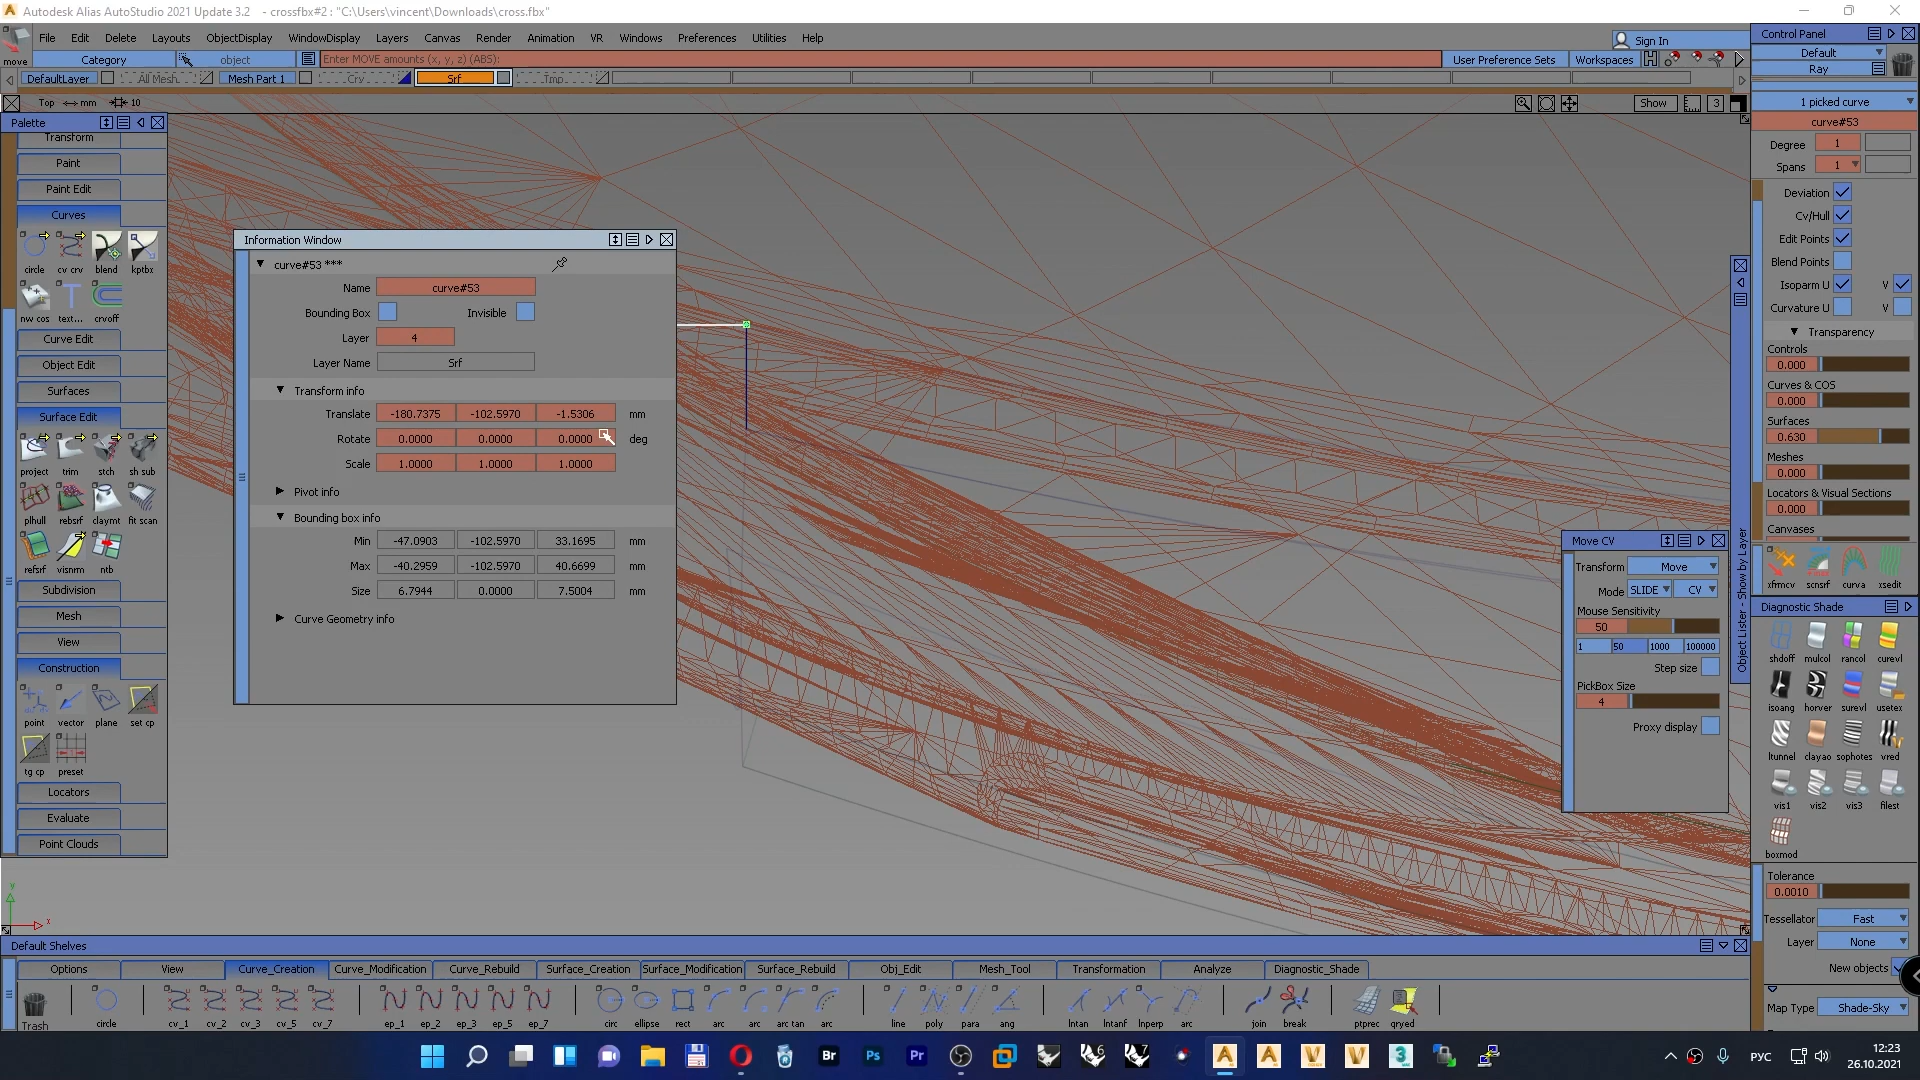 Autodesk Alias AutoStudio 2021 Update 3.2 - crossfbx#2 : "C:\Users\vincent\Downloads\cross.fbx"
File Edit Delete Layouts ObjectDisplay WindowDisplay Layers Canvas Render Animation VR Windows Preferences Utilities Help
Sign In
move
Category object Enter MOVE amounts (x, y, z) (ABS): User Preference Sets Workspaces
DefaultLayer All Mesh Mesh Part 1 Crv Srf Tmp
Top mm 10 Show 3
Palette
Transform
Paint
Paint Edit
Curves
circle cv crv blend kptbx
nw cos text... crvoff
Curve Edit
Object Edit
Surfaces
Surface Edit
project trim stch sh sub
plhull rebsrf claymt fit scan
refsrf visnrm ntb
Subdivision
Mesh
View
Construction
point vector plane set cp
tg cp preset
Locators
Evaluate
Point Clouds
Information Window
curve#53 ***
Name curve#53
Bounding Box Invisible
Layer 4
Layer Name Srf
Transform info
Translate -180.7375 -102.5970 -1.5306 mm
Rotate 0.0000 0.0000 0.0000 deg
Scale 1.0000 1.0000 1.0000
Pivot info
Bounding box info
Min -47.0903 -102.5970 33.1695 mm
Max -40.2959 -102.5970 40.6699 mm
Size 6.7944 0.0000 7.5004 mm
Curve Geometry info
Object Lister - Show by Layer
Move CV
Transform Move
Mode SLIDE CV
Mouse Sensitivity
50
1 50 1000 100000
Step size
PickBox Size
4
Proxy display
Control Panel
Default
Ray
1 picked curve
curve#53
Degree 1
Spans 1
Deviation
Cv/Hull
Edit Points
Blend Points
Isoparm U V
Curvature U V
Transparency
Controls
0.000
Curves & COS
0.000
Surfaces
0.630
Meshes
0.000
Locators & Visual Sections
0.000
Canvases
xfrmcv scnsrf curva xsedit
Diagnostic Shade
shdoff mulcol rancol curevl
isoang horver surevl usetex
ltunnel clayao sophotes vred
vis1 vis2 vis3 filest
boxmod
Tolerance
0.0010
Tessellator Fast
Layer None
New objects
Map Type Shade-Sky
y
x
Default Shelves
Options View Curve_Creation Curve_Modification Curve_Rebuild Surface_Creation Surface_Modification Surface_Rebuild Obj_Edit Mesh_Tool Transformation Analyze Diagnostic_Shade
Trash circle cv_1 cv_2 cv_3 cv_5 cv_7 ep_1 ep_2 ep_3 ep_5 ep_7 circ ellipse rect arc arc arc tan arc line poly para ang lntan lntanf lnperp arc join break ptprec qryed
Br Ps Pr 6 7 3 РУС 12:23
26.10.2021